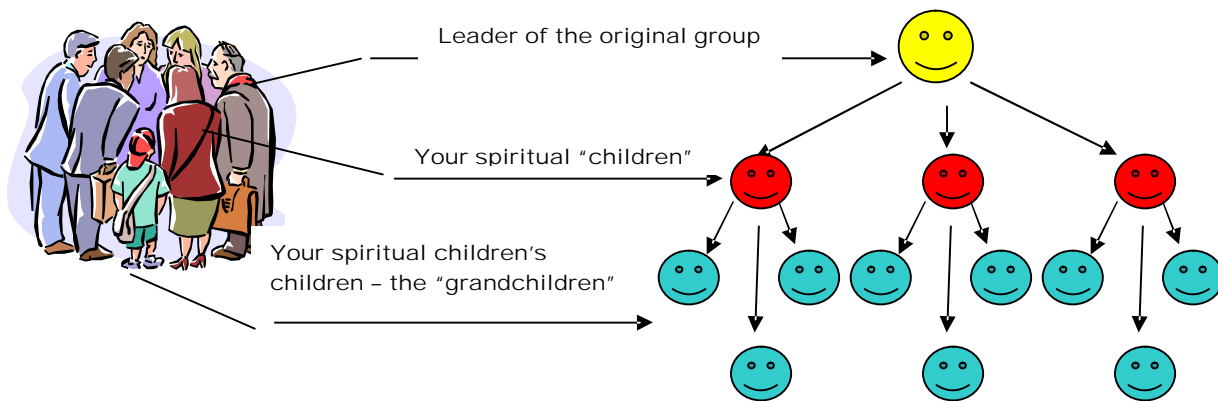 Leader of the original group
Your spiritual “children”
Your spiritual children’s
children – the “grandchildren”